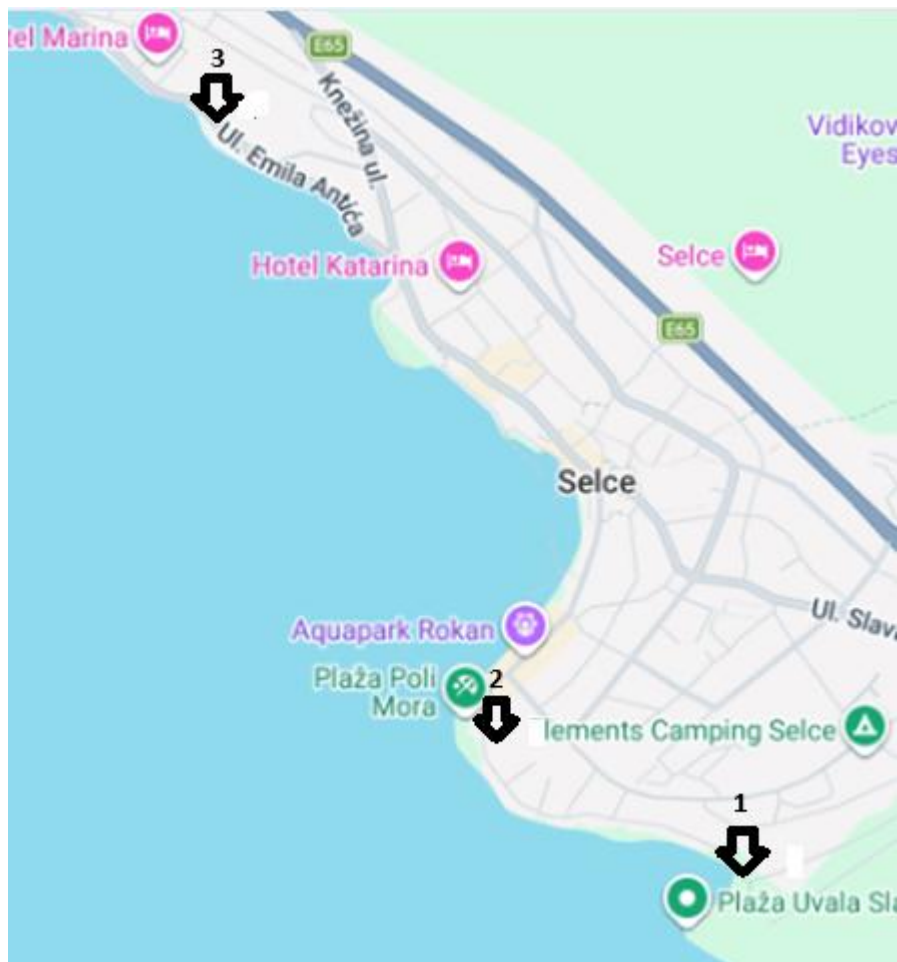 tel Marina
3
E65
Knežina ul.
Ul. Emila Antića
Vidikov
Eyes
Hotel Katarina
Selce
E65
Selce
Ul. Slava
Aquapark Rokan
Plaža Poli
Mora
2
lements Camping Selce
1
Plaža Uvala Sla